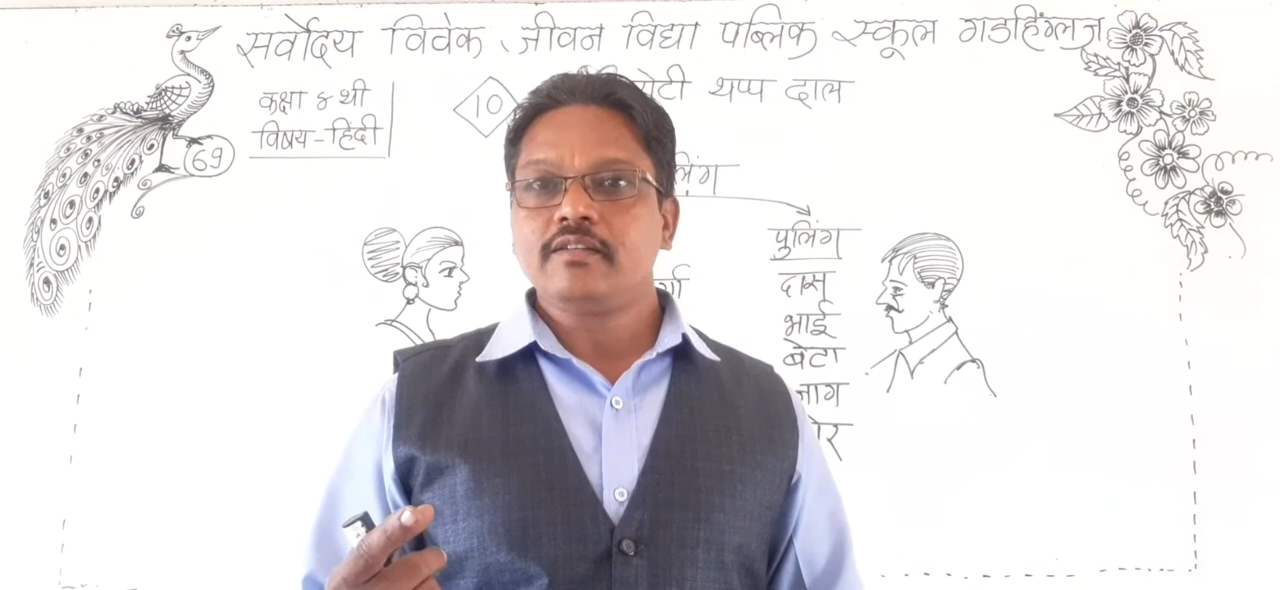 सर्वोदय विवेक जीवन विद्या पब्लिक स्कूल गडहिंग्लज
कक्षा ४ थी
विषय-हिंदी
69
10
थप्प दाल
लिंग
पुलिंग
दास
भाई
बेटा
नाग